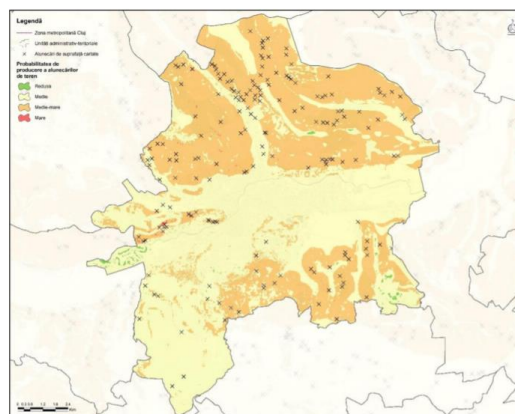 Legendă
Zona metropolitană Cluj
Unități administrativ-teritoriale
Alunecări de suprafață cartate
Probabilitatea de
producere a alunecărilor
de teren
Redusă
Medie
Medie-mare
Mare